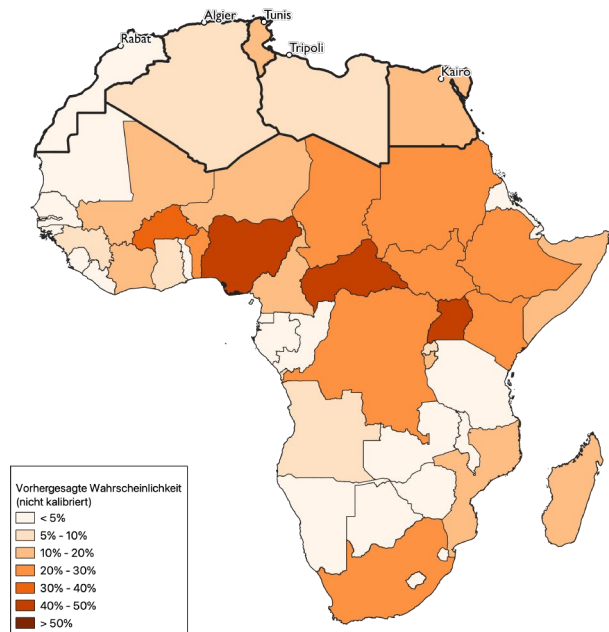 Algier
Tunis
Rabat
Tripoli
Kairo
Vorhergesagte Wahrscheinlichkeit
(nicht kalibriert)
< 5%
5% - 10%
10% - 20%
20% - 30%
30% - 40%
40% - 50%
> 50%